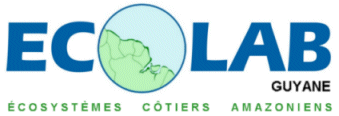 ECOLAB
GUYANE
ÉCOSYSTÈMES CÔTIERS AMAZONIENS